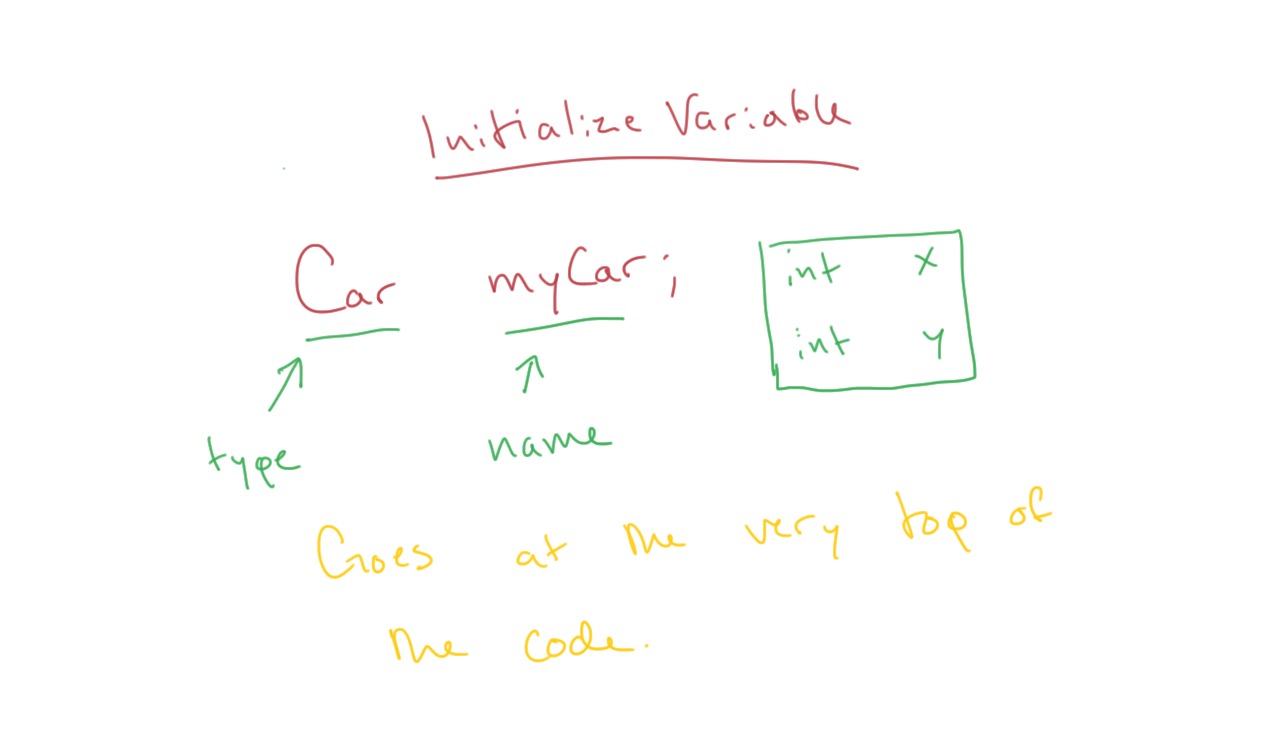 Initialize Variable
Car myCar;
int x
int y
type
name
Goes at the very top of
the code.